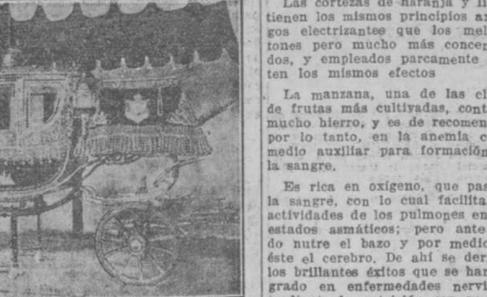 Las cortezas de naranja y
tienen los mismos principios
gos electrizantes que los mel
tones pero mucho más concen
dos, y empleados parcamente
ten los mismos efectos
La manzana, una de las cl
de frutas más cultivadas, cont
mucho hierro, y es de recomen
por lo tanto, en la anemia c
medio auxiliar para formación
la sangre.
Es rica en oxígeno, que pas
la sangre, con lo cual facilita
actividades de los pulmones en
estados asmáticos; pero ante
do nutre el bazo y por medio
éste el cerebro. De ahí se der
los brillantes éxitos que se han
grado en enfermedades nervi